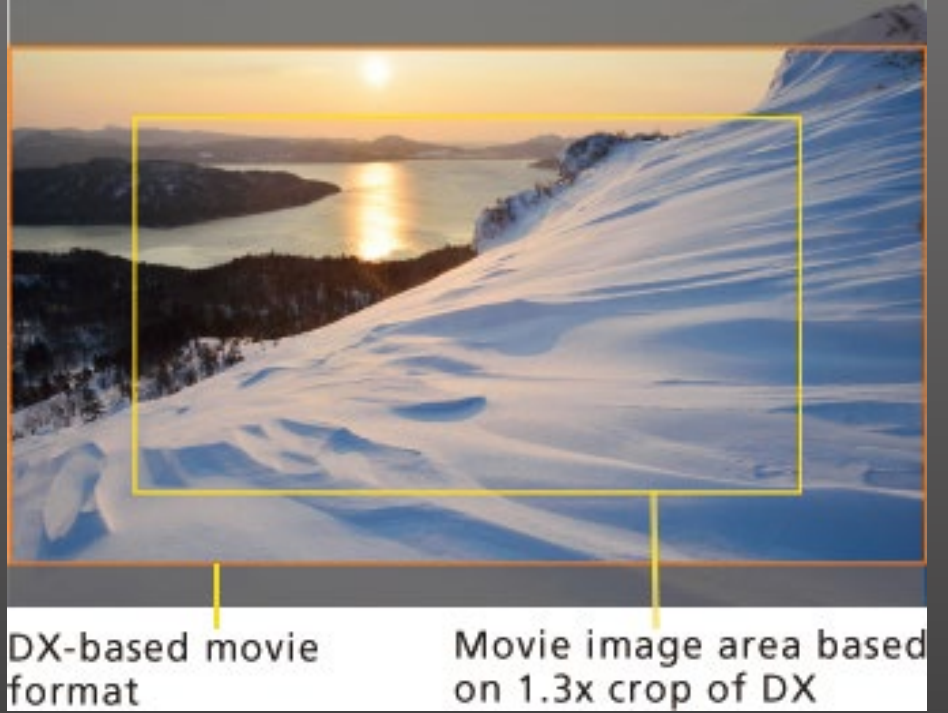 DX-based movie
format
Movie image area based
on 1.3x crop of DX